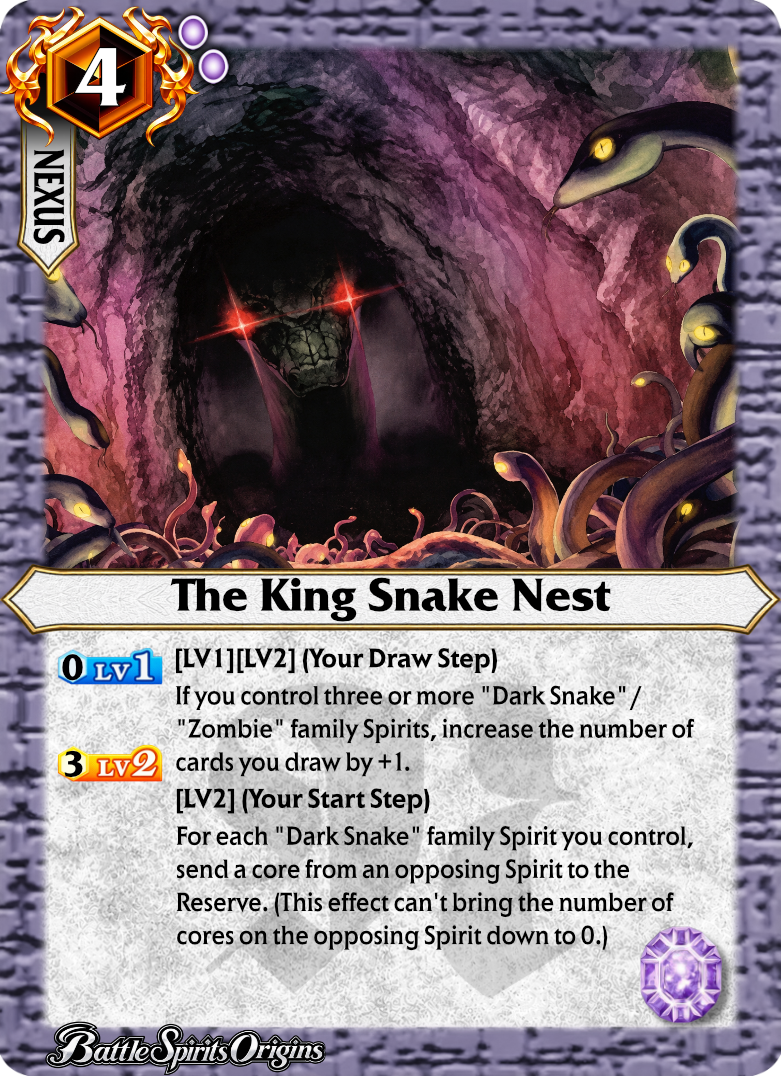 4
NEXUS
The King Snake Nest
0 LV1
[LV1][LV2] (Your Draw Step)
If you control three or more "Dark Snake"/
"Zombie" family Spirits, increase the number of
cards you draw by +1.
3 LV2
[LV2] (Your Start Step)
For each "Dark Snake" family Spirit you control,
send a core from an opposing Spirit to the
Reserve. (This effect can't bring the number of
cores on the opposing Spirit down to 0.)
Battle Spirits Origins